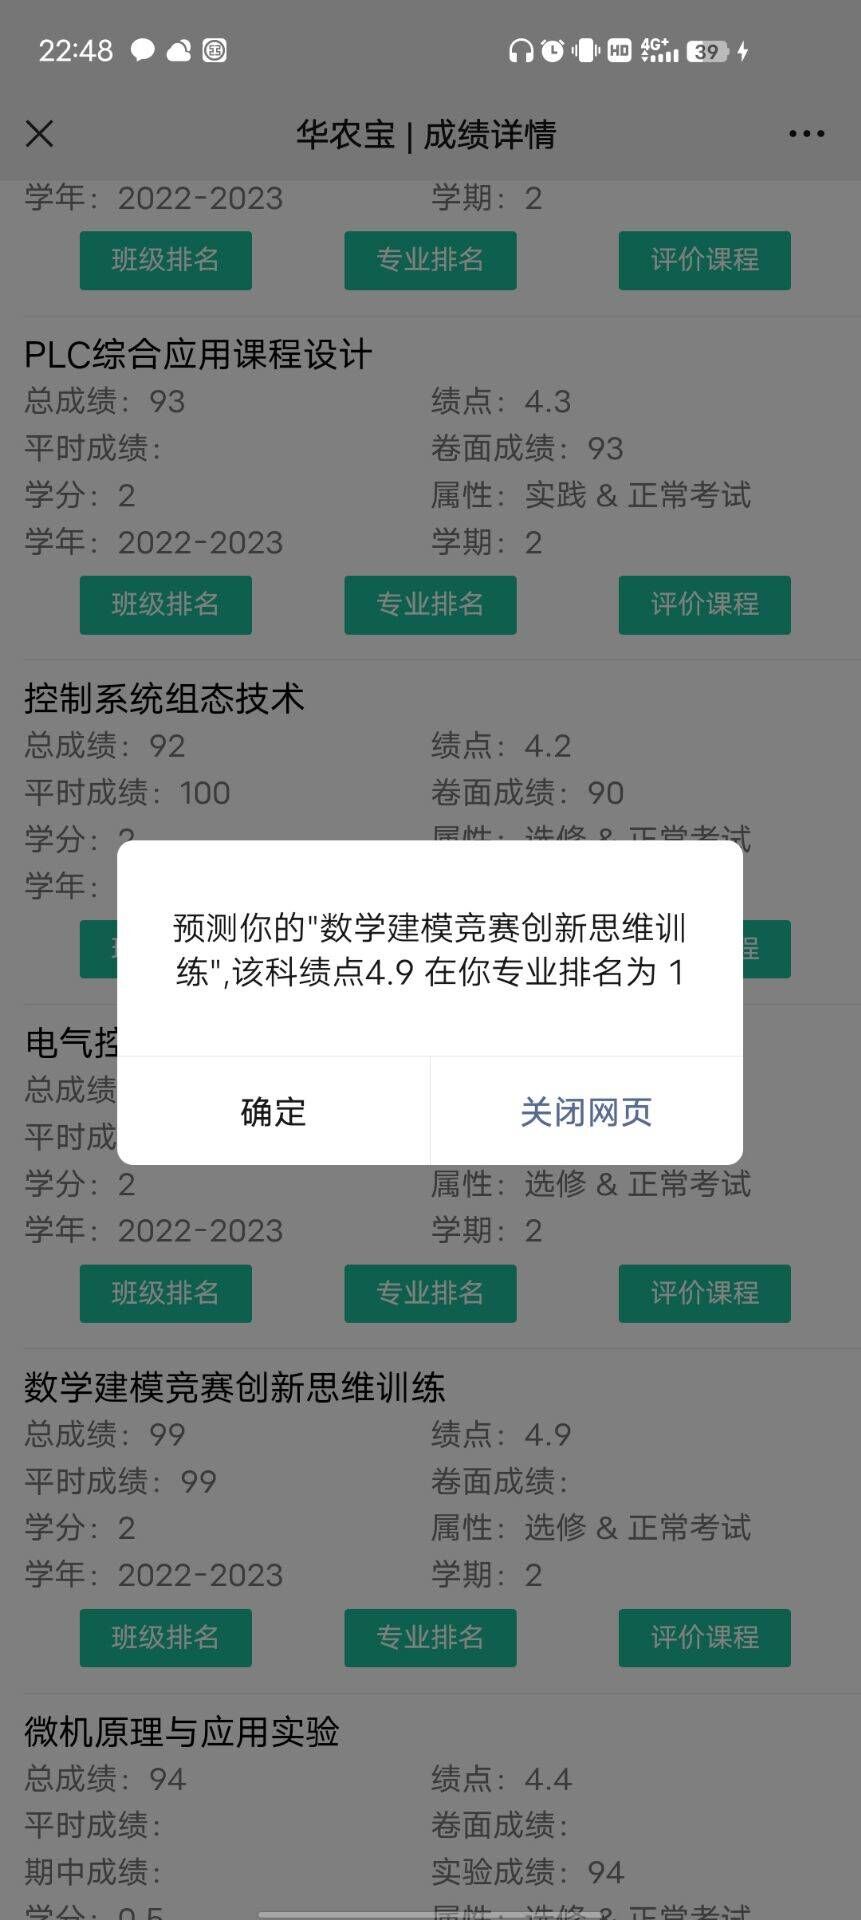 22:48 HD 4G+ 39
华农宝 | 成绩详情
学年：2022-2023 学期：2
班级排名 专业排名 评价课程
PLC综合应用课程设计
总成绩：93 绩点：4.3
平时成绩： 卷面成绩：93
学分：2 属性：实践 & 正常考试
学年：2022-2023 学期：2
班级排名 专业排名 评价课程
控制系统组态技术
总成绩：92 绩点：4.2
平时成绩：100 卷面成绩：90
学分：2 属性：选修 & 正常考试
学年：
程
预测你的"数学建模竞赛创新思维训
练",该科绩点4.9 在你专业排名为 1
确定 关闭网页
电气控
总成绩
平时成
学分：2 属性：选修 & 正常考试
学年：2022-2023 学期：2
班级排名 专业排名 评价课程
数学建模竞赛创新思维训练
总成绩：99 绩点：4.9
平时成绩：99 卷面成绩：
学分：2 属性：选修 & 正常考试
学年：2022-2023 学期：2
班级排名 专业排名 评价课程
微机原理与应用实验
总成绩：94 绩点：4.4
平时成绩： 卷面成绩：
期中成绩： 实验成绩：94
学分：0.5 属性：选修 & 正常考试